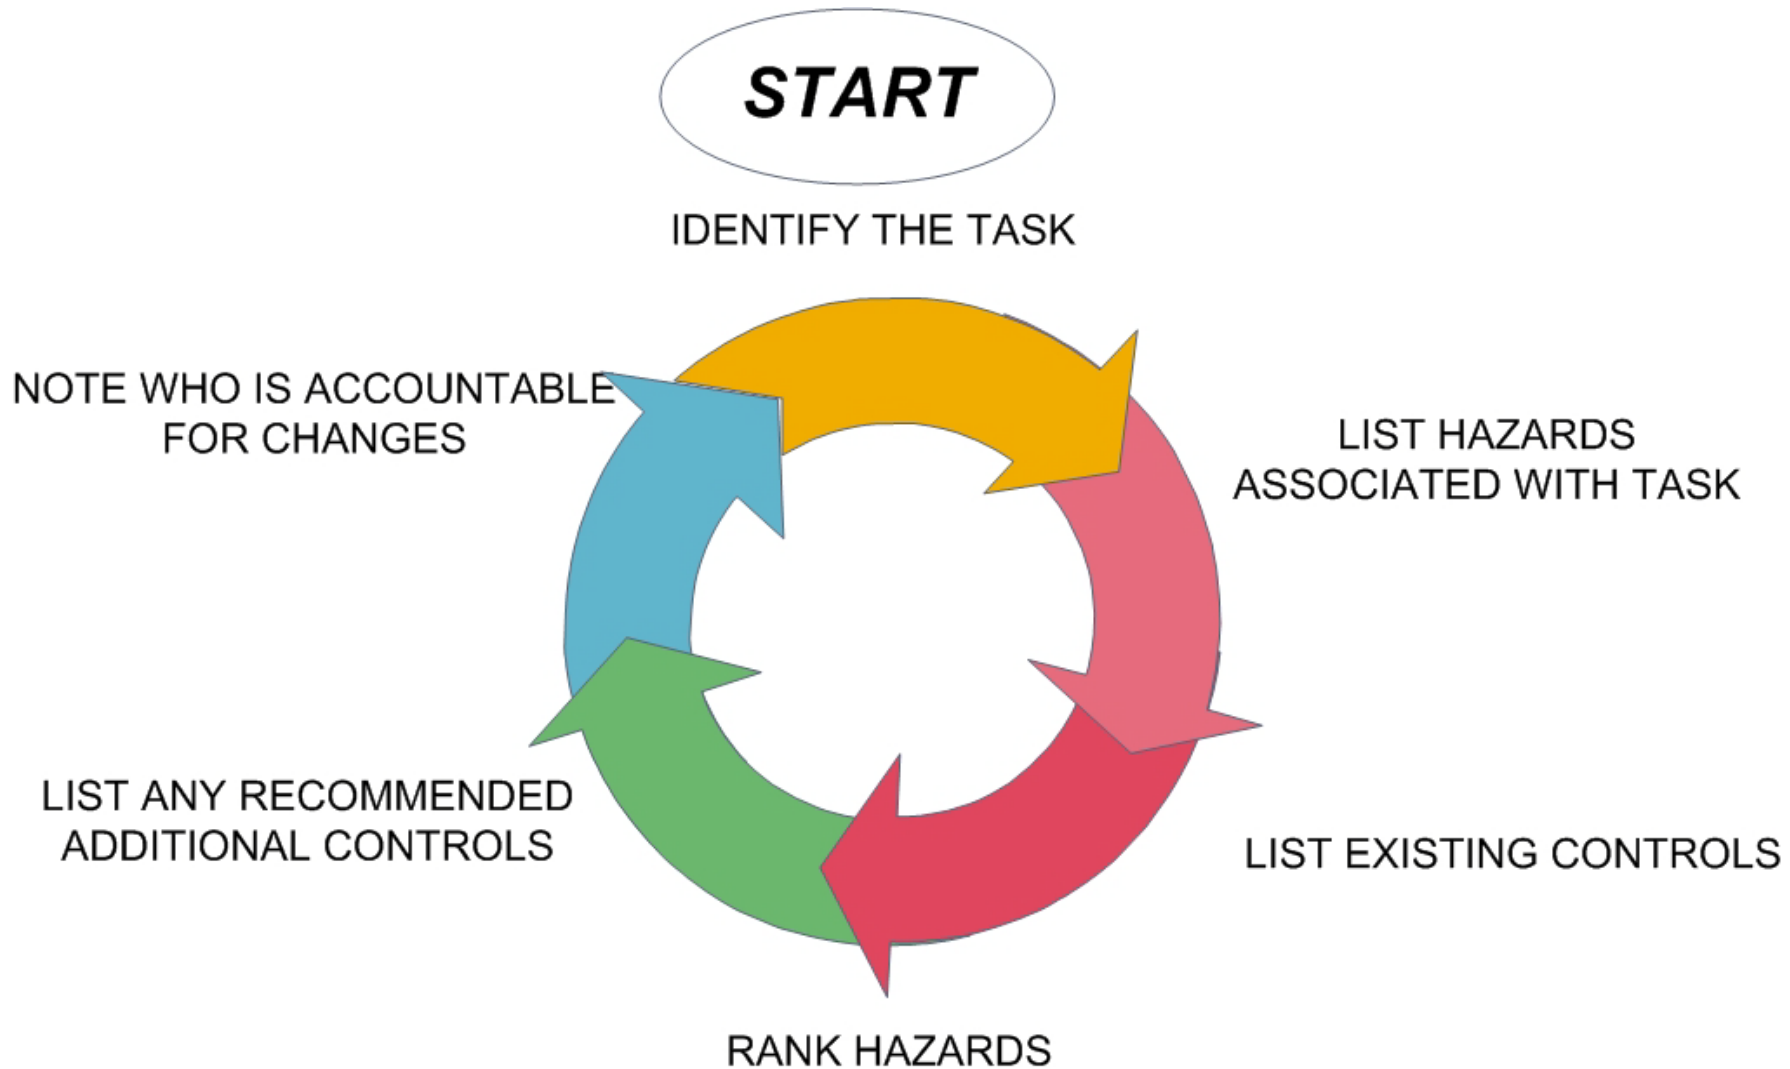 START
IDENTIFY THE TASK
LIST HAZARDS
ASSOCIATED WITH TASK
LIST EXISTING CONTROLS
RANK HAZARDS
LIST ANY RECOMMENDED
ADDITIONAL CONTROLS
NOTE WHO IS ACCOUNTABLE
FOR CHANGES